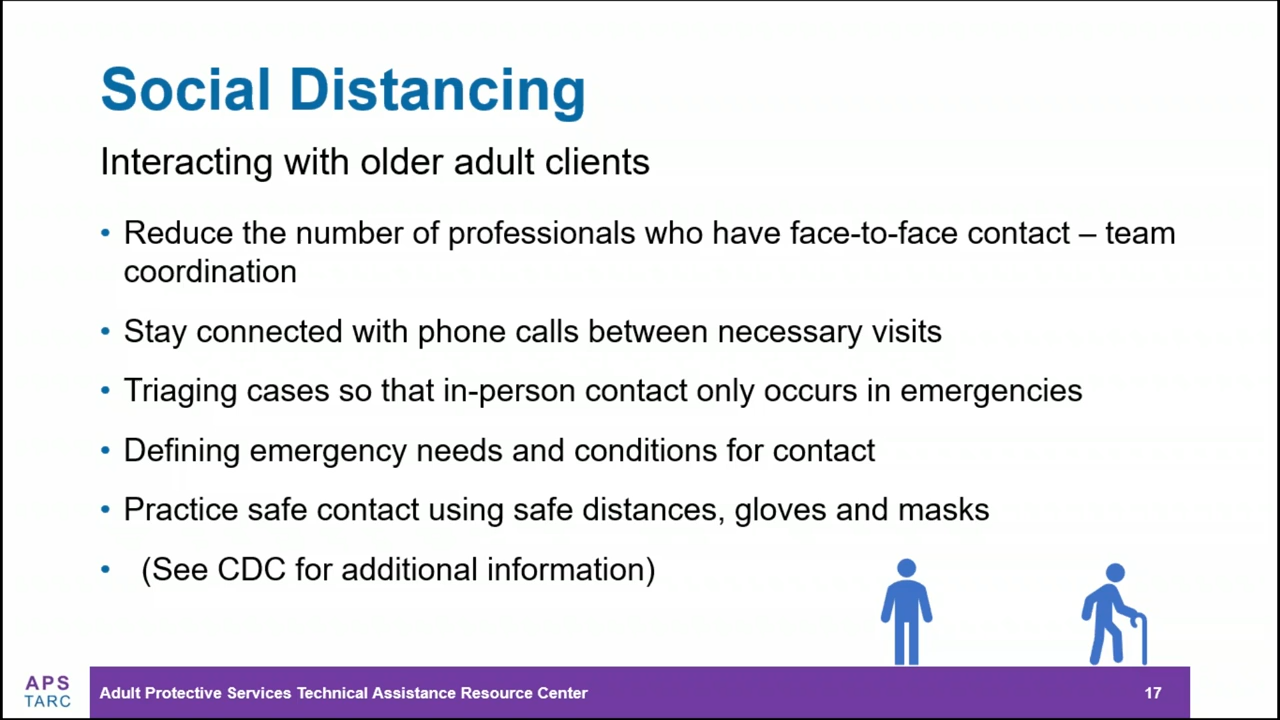 Social Distancing
Interacting with older adult clients
• Reduce the number of professionals who have face-to-face contact – team
coordination
• Stay connected with phone calls between necessary visits
• Triaging cases so that in-person contact only occurs in emergencies
• Defining emergency needs and conditions for contact
• Practice safe contact using safe distances, gloves and masks
• (See CDC for additional information)
APS
TARC
Adult Protective Services Technical Assistance Resource Center
17